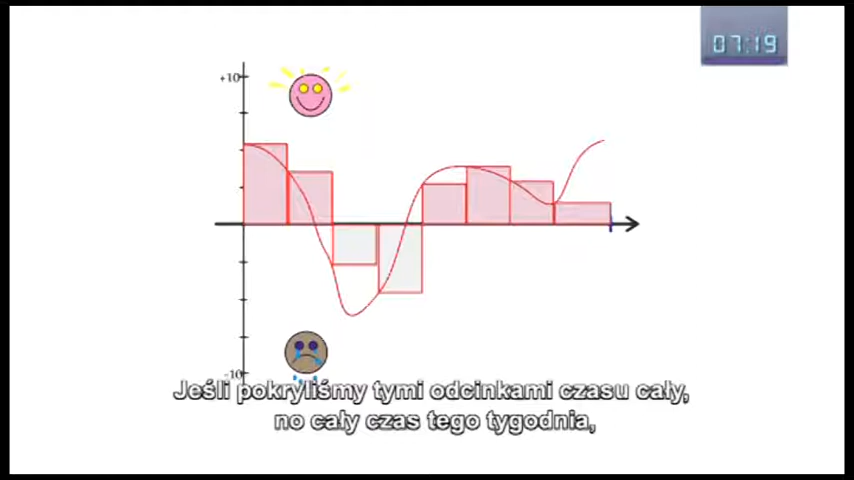 07:19
+10
-10
Jeśli pokryliśmy tymi odcinkami czasu cały,
no cały czas tego tygodnia,